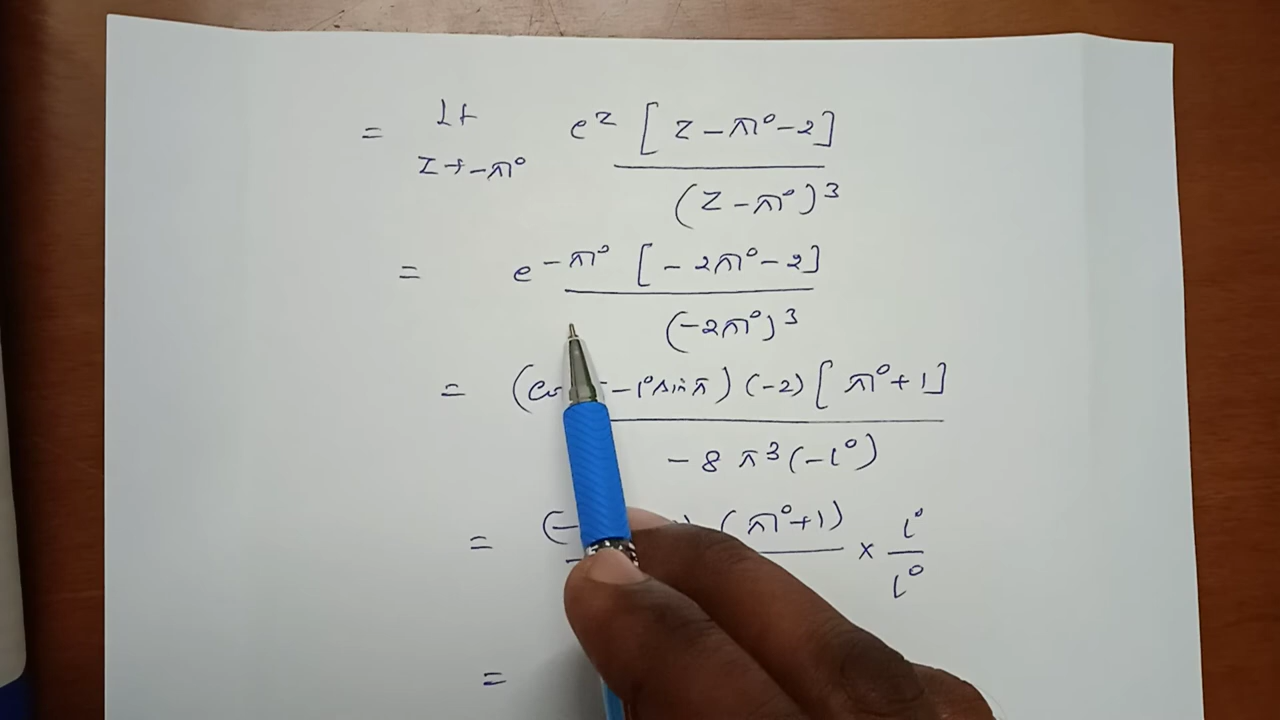 = Lt e^z [z - πi - 2]
z → -πi (z - πi)^3
= e^-πi [-2πi - 2]
(-2πi)^3
= ( - i sin π) (-2) [πi + 1]
-8 π^3 (-i)
= (- (πi + 1) × i
i
=